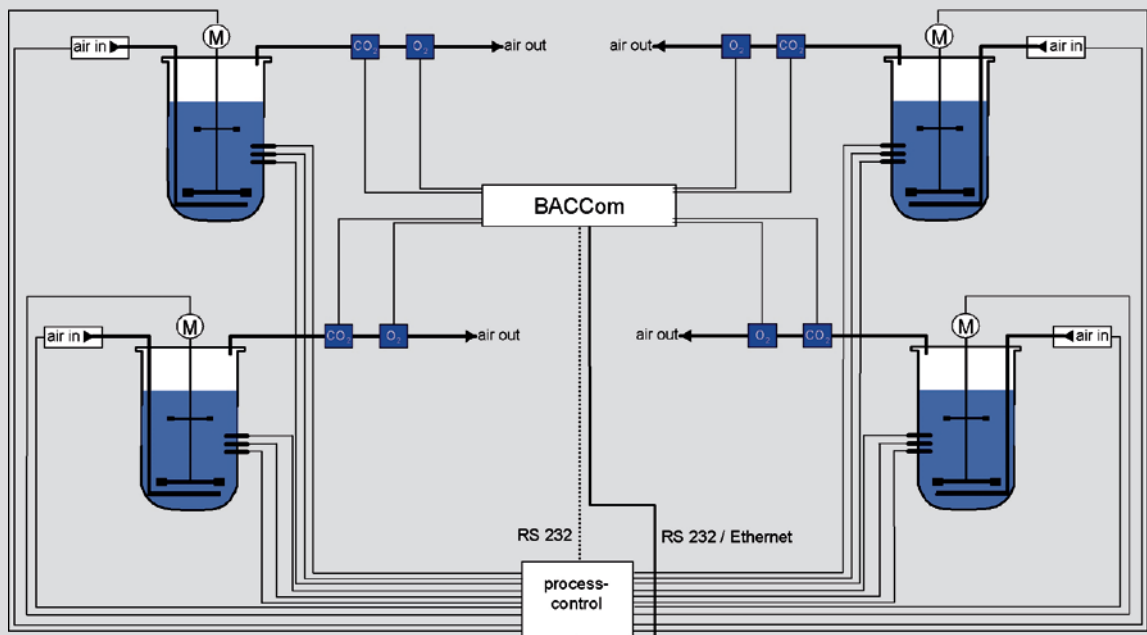 air in
M
CO2
O2
air out
air out
O2
CO2
M
air in
BACCom
air in
M
CO2
O2
air out
air out
O2
CO2
M
air in
RS 232
RS 232 / Ethernet
process-
control